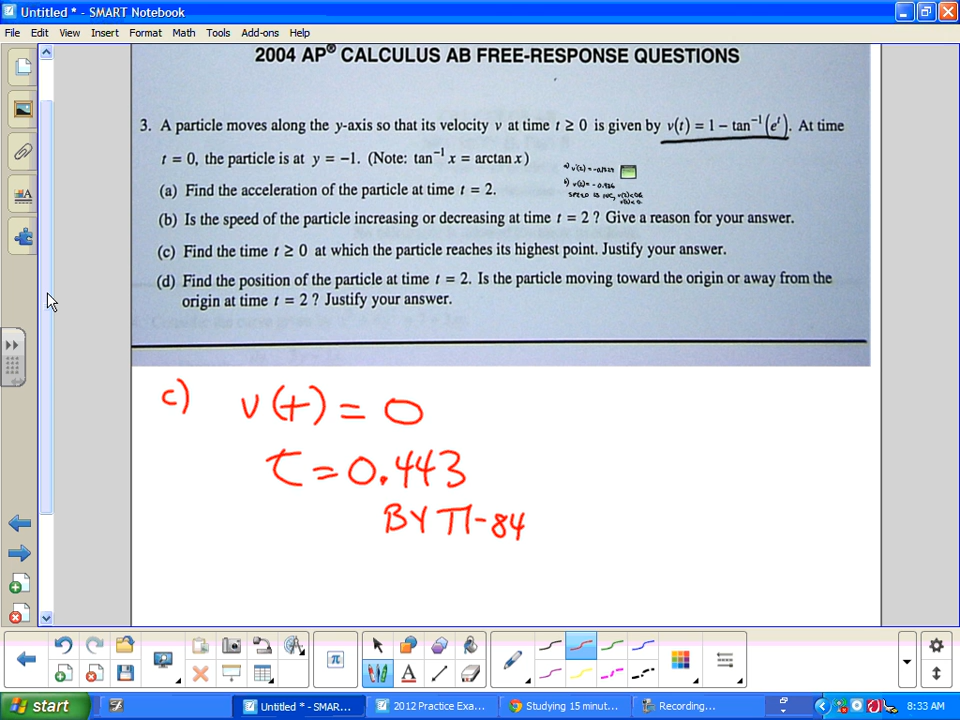 Untitled * - SMART Notebook
File Edit View Insert Format Math Tools Add-ons Help
2004 AP® CALCULUS AB FREE-RESPONSE QUESTIONS
3. A particle moves along the y-axis so that its velocity v at time t ≥ 0 is given by v(t) = 1 − tan⁻¹(eᵗ). At time
t = 0, the particle is at y = −1. (Note: tan⁻¹ x = arctan x)
(a) Find the acceleration of the particle at time t = 2.
(b) Is the speed of the particle increasing or decreasing at time t = 2 ? Give a reason for your answer.
(c) Find the time t ≥ 0 at which the particle reaches its highest point. Justify your answer.
(d) Find the position of the particle at time t = 2. Is the particle moving toward the origin or away from the
origin at time t = 2 ? Justify your answer.
c) v(t) = 0
t = 0.443
BY TI-84
start
Untitled * - SMAR...
2012 Practice Exa...
Studying 15 minut...
Recording...
8:33 AM